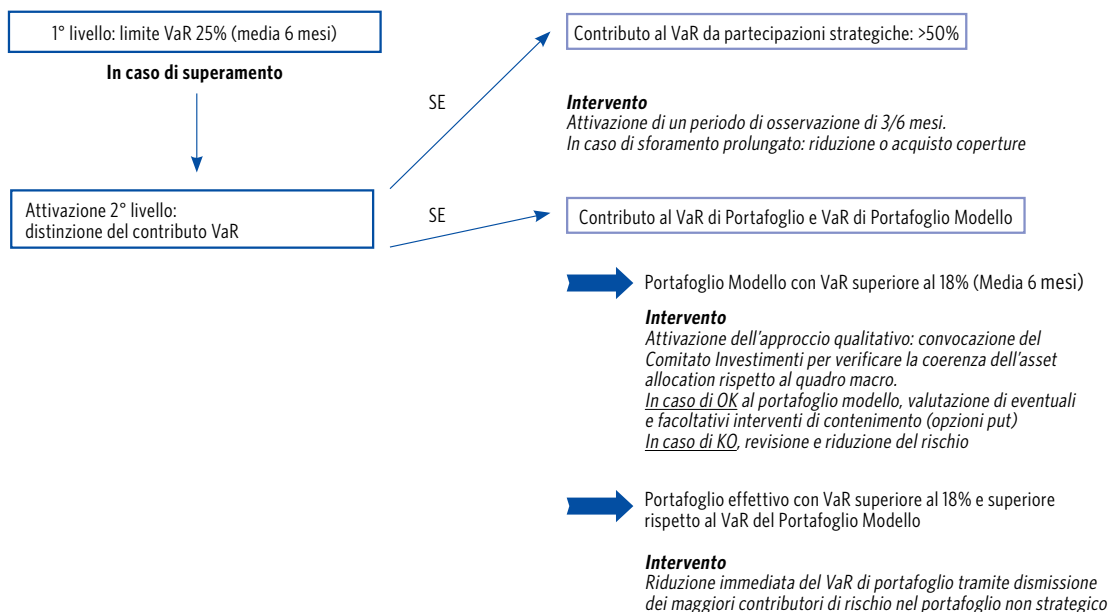 1° livello: limite VaR 25% (media 6 mesi)
In caso di superamento
Attivazione 2° livello:
distinzione del contributo VaR
SE
Contributo al VaR da partecipazioni strategiche: >50%
Intervento
Attivazione di un periodo di osservazione di 3/6 mesi.
In caso di sforamento prolungato: riduzione o acquisto coperture
SE
Contributo al VaR di Portafoglio e VaR di Portafoglio Modello
Portafoglio Modello con VaR superiore al 18% (Media 6 mesi)
Intervento
Attivazione dell'approccio qualitativo: convocazione del
Comitato Investimenti per verificare la coerenza dell'asset
allocation rispetto al quadro macro.
In caso di OK al portafoglio modello, valutazione di eventuali
e facoltativi interventi di contenimento (opzioni put)
In caso di KO, revisione e riduzione del rischio
Portafoglio effettivo con VaR superiore al 18% e superiore
rispetto al VaR del Portafoglio Modello
Intervento
Riduzione immediata del VaR di portafoglio tramite dismissione
dei maggiori contributori di rischio nel portafoglio non strategico